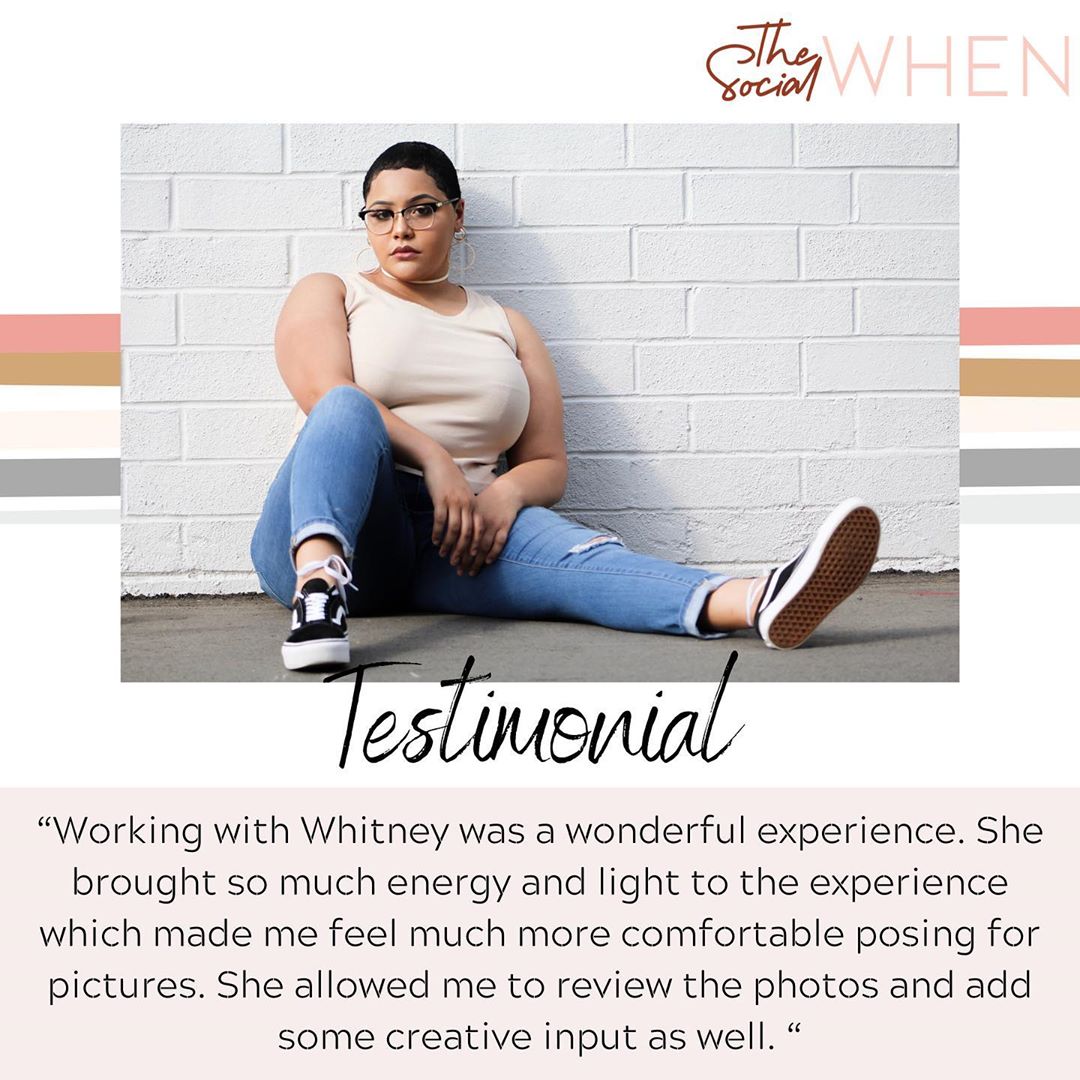 The
Social WHEN
Testimonial
“Working with Whitney was a wonderful experience. She
brought so much energy and light to the experience
which made me feel much more comfortable posing for
pictures. She allowed me to review the photos and add
some creative input as well. “